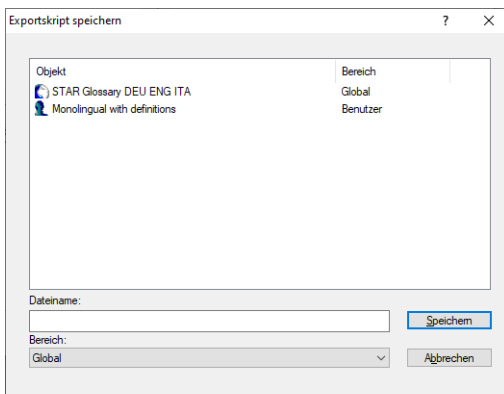 Exportskript speichern ?
Objekt Bereich
STAR Glossary DEU ENG ITA Global
Monolingual with definitions Benutzer
Dateiname:
Speichern
Bereich:
Global Abbrechen